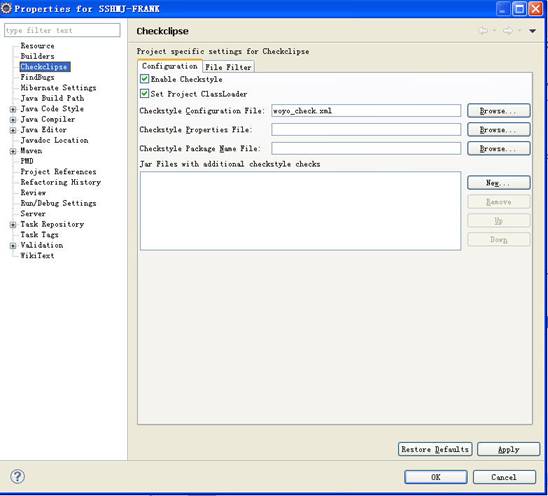 Properties for SSHMJ-FRANK
type filter text
Resource
Builders
Checkclipse
FindBugs
Hibernate Settings
Java Build Path
Java Code Style
Java Compiler
Java Editor
Javadoc Location
Maven
PMD
Project References
Refactoring History
Review
Run/Debug Settings
Server
Task Repository
Task Tags
Validation
WikiText
Checkclipse
Project specific settings for Checkclipse
Configuration File Filter
Enable Checkstyle
Set Project ClassLoader
Checkstyle Configuration File: woyo_check.xml Browse...
Checkstyle Properties File: Browse...
Checkstyle Package Name File: Browse...
Jar Files with additional checkstyle checks
New...
Remove
Up
Down
Restore Defaults Apply
OK Cancel